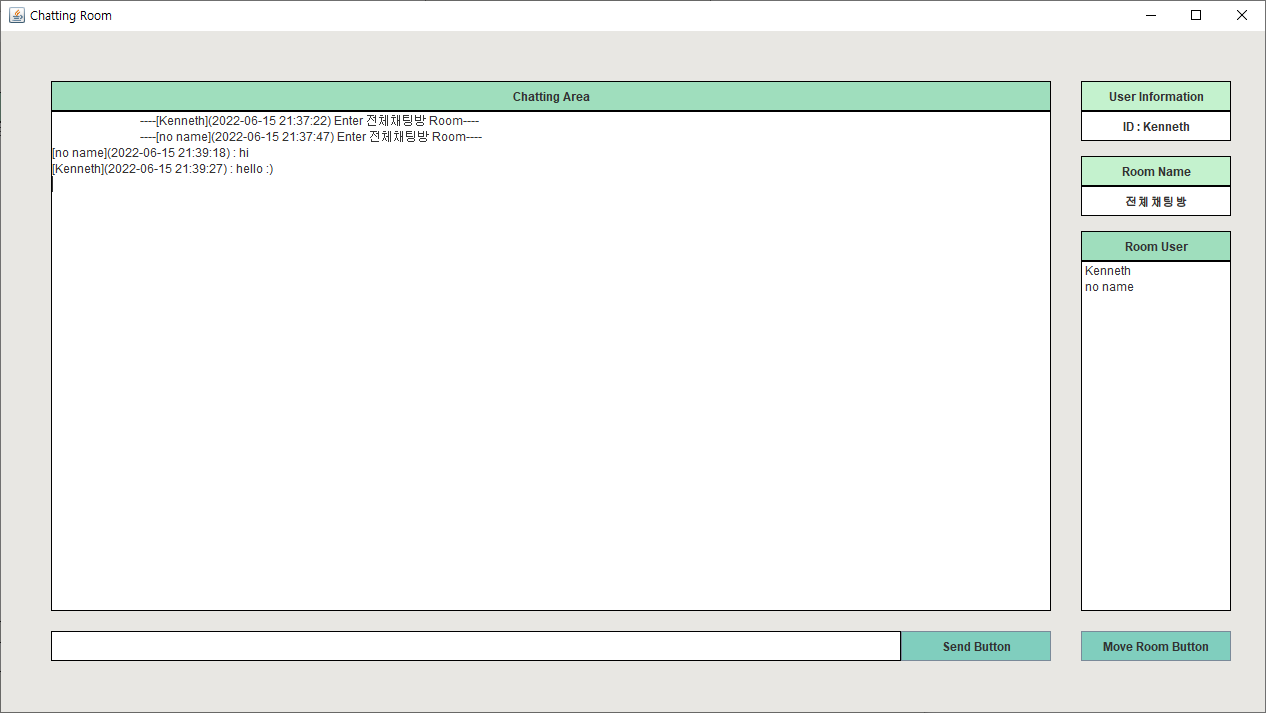 Chatting Room
Chatting Area
----[Kenneth](2022-06-15 21:37:22) Enter 전체채팅방 Room----
----[no name](2022-06-15 21:37:47) Enter 전체채팅방 Room----
[no name](2022-06-15 21:39:18) : hi
[Kenneth](2022-06-15 21:39:27) : hello :)
User Information
ID : Kenneth
Room Name
전체채팅방
Room User
Kenneth
no name
Send Button
Move Room Button